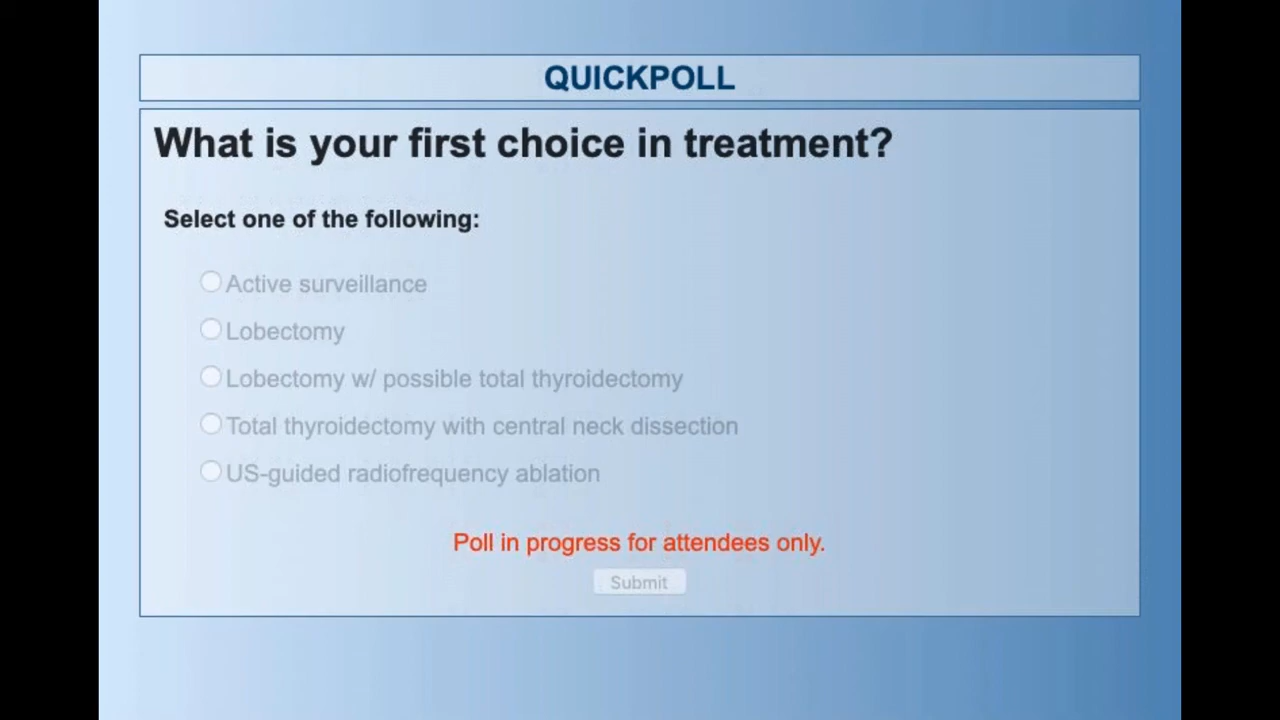 QUICKPOLL
What is your first choice in treatment?
Select one of the following:
Active surveillance
Lobectomy
Lobectomy w/ possible total thyroidectomy
Total thyroidectomy with central neck dissection
US-guided radiofrequency ablation
Poll in progress for attendees only.
Submit